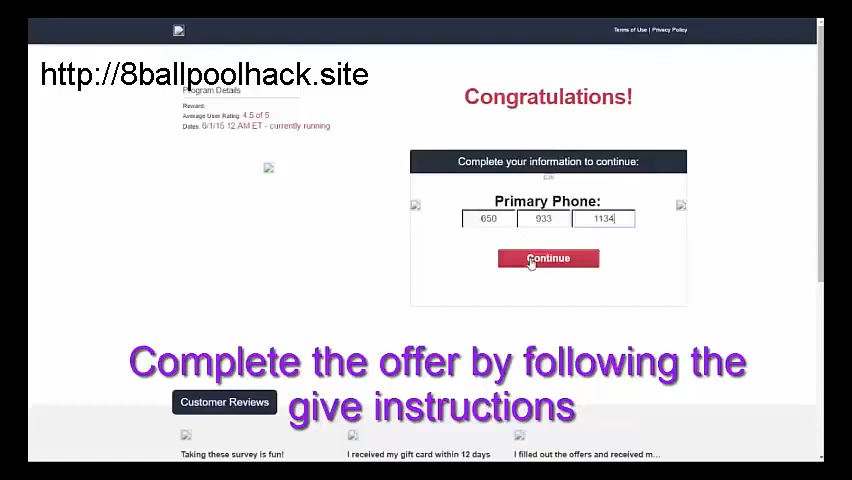 Terms of Use | Privacy Policy
http://8ballpoolhack.site
Program Details
Reward:
Average User Rating: 4.5 of 5
Dates: 6/1/15 12 AM ET - currently running
Congratulations!
Complete your information to continue:
Primary Phone:
650 933 1134
Continue
Complete the offer by following the
give instructions
Customer Reviews
Taking these survey is fun!
I received my gift card within 12 days
I filled out the offers and received m...